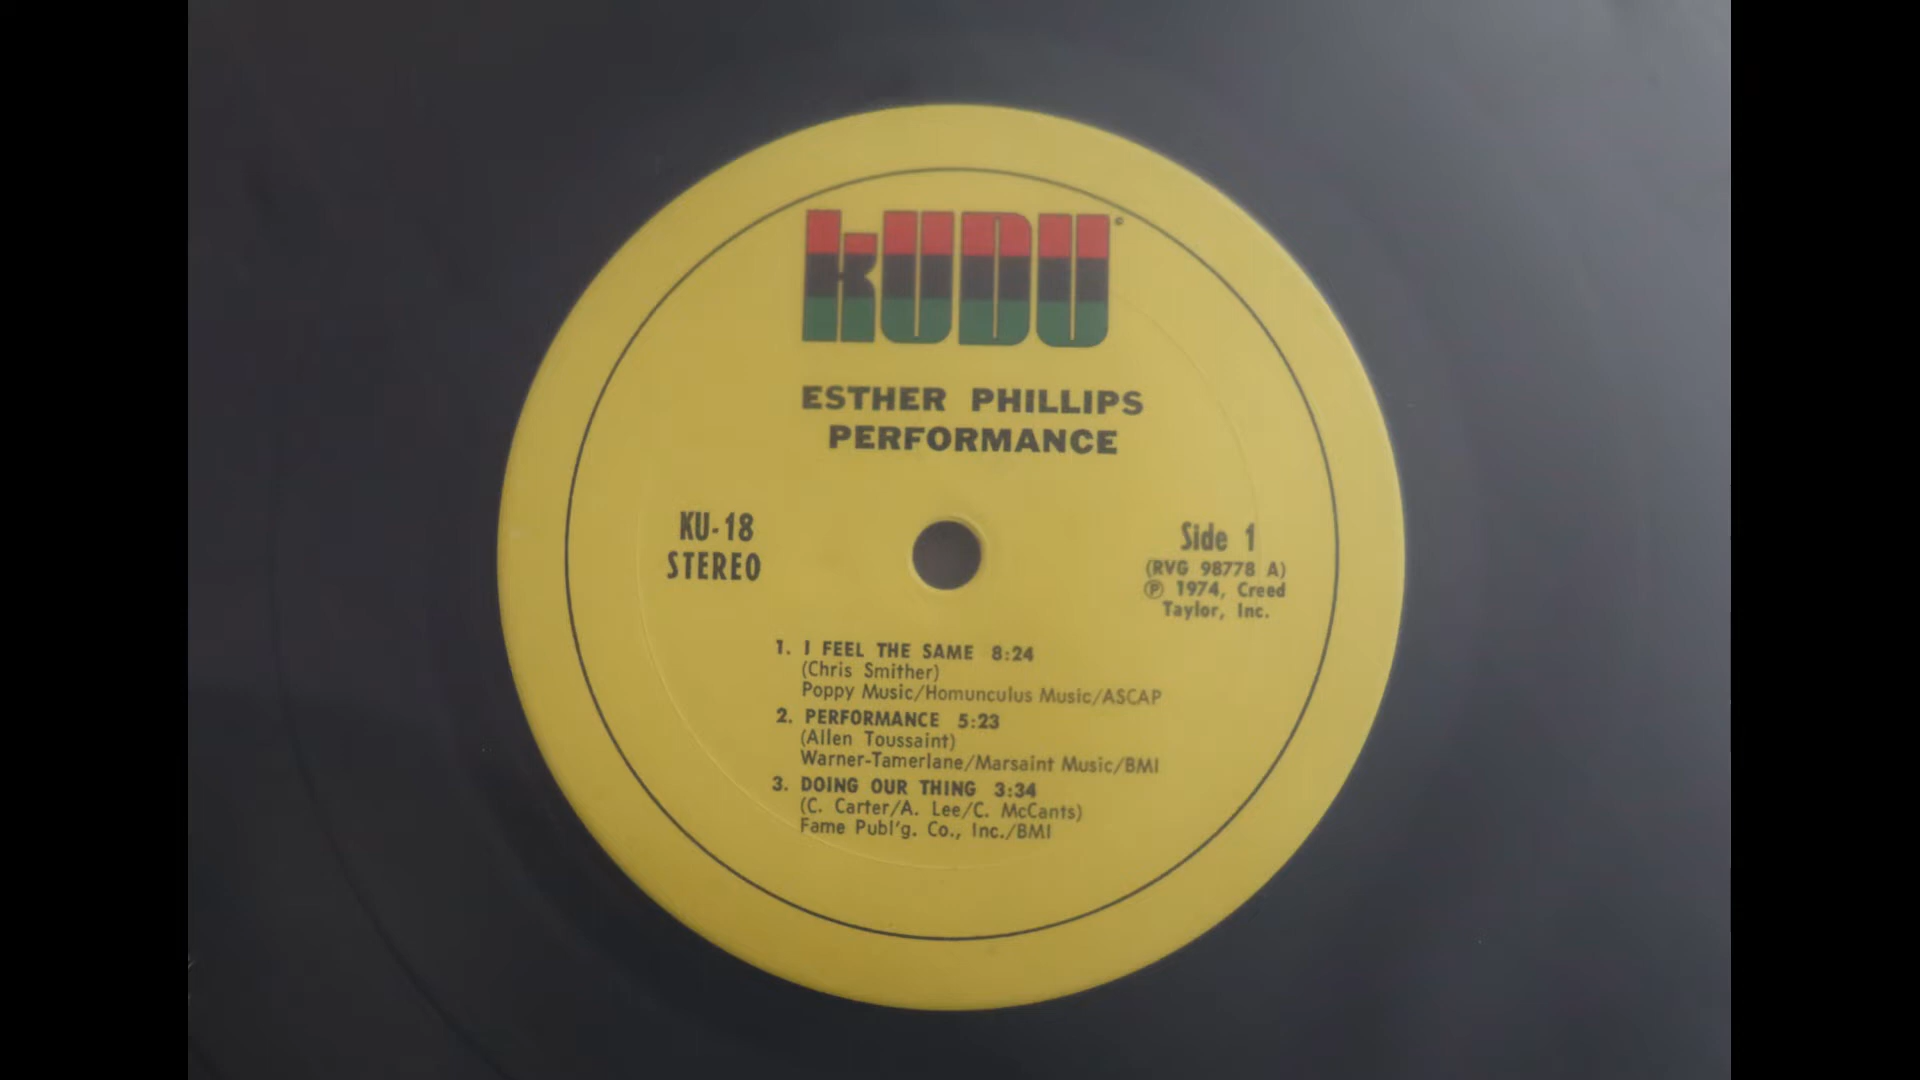 kUDU©
ESTHER PHILLIPS
PERFORMANCE
KU-18
STEREO
Side 1
(RVG 98778 A)
℗ 1974, Creed
Taylor, Inc.
1. I FEEL THE SAME 8:24
(Chris Smither)
Poppy Music/Homunculus Music/ASCAP
2. PERFORMANCE 5:23
(Allen Toussaint)
Warner-Tamerlane/Marsaint Music/BMI
3. DOING OUR THING 3:34
(C. Carter/A. Lee/C. McCants)
Fame Publ'g. Co., Inc./BMI